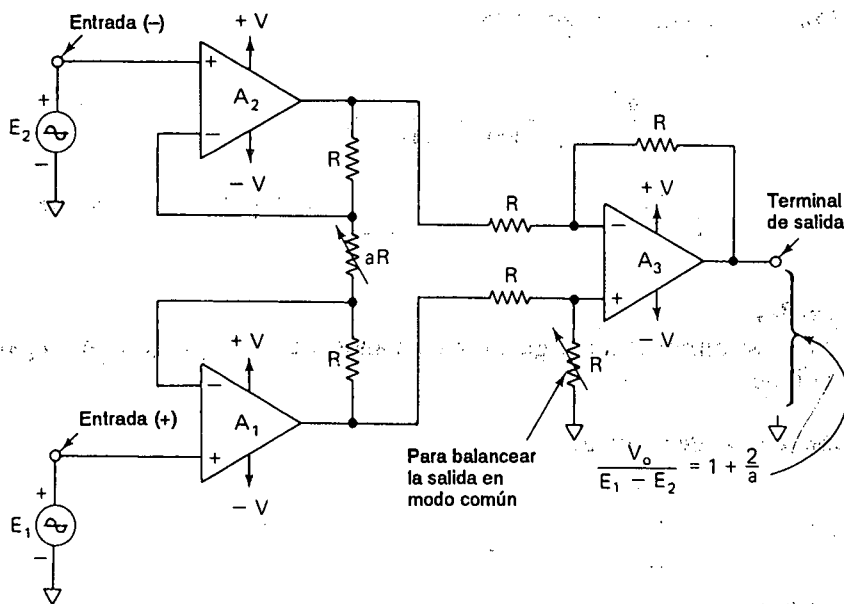 Entrada (–)
+ V
+
A₂
–
– V
+
E₂
–
R
aR
R
R
R
+ V
–
A₃
+
– V
Terminal
de salida
R
+ V
–
A₁
+
– V
Entrada (+)
+
E₁
–
Para balancear
la salida en
modo común
V₀ / (E₁ – E₂) = 1 + 2/a